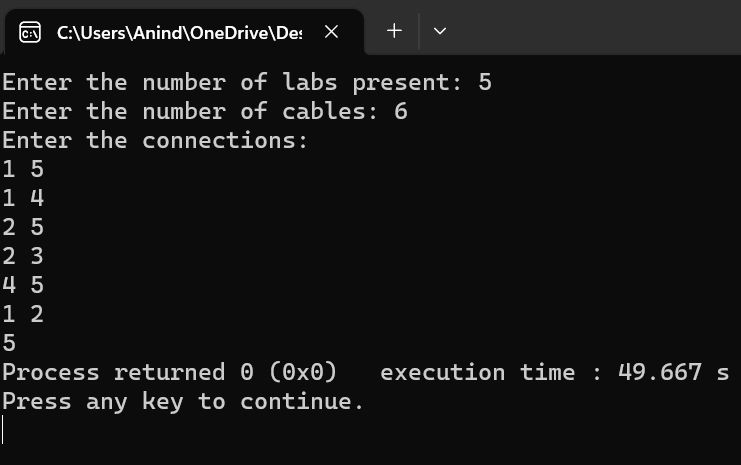 C:\Users\Anind\OneDrive\Des
Enter the number of labs present: 5
Enter the number of cables: 6
Enter the connections:
1 5
1 4
2 5
2 3
4 5
1 2
5
Process returned 0 (0x0)   execution time : 49.667 s
Press any key to continue.